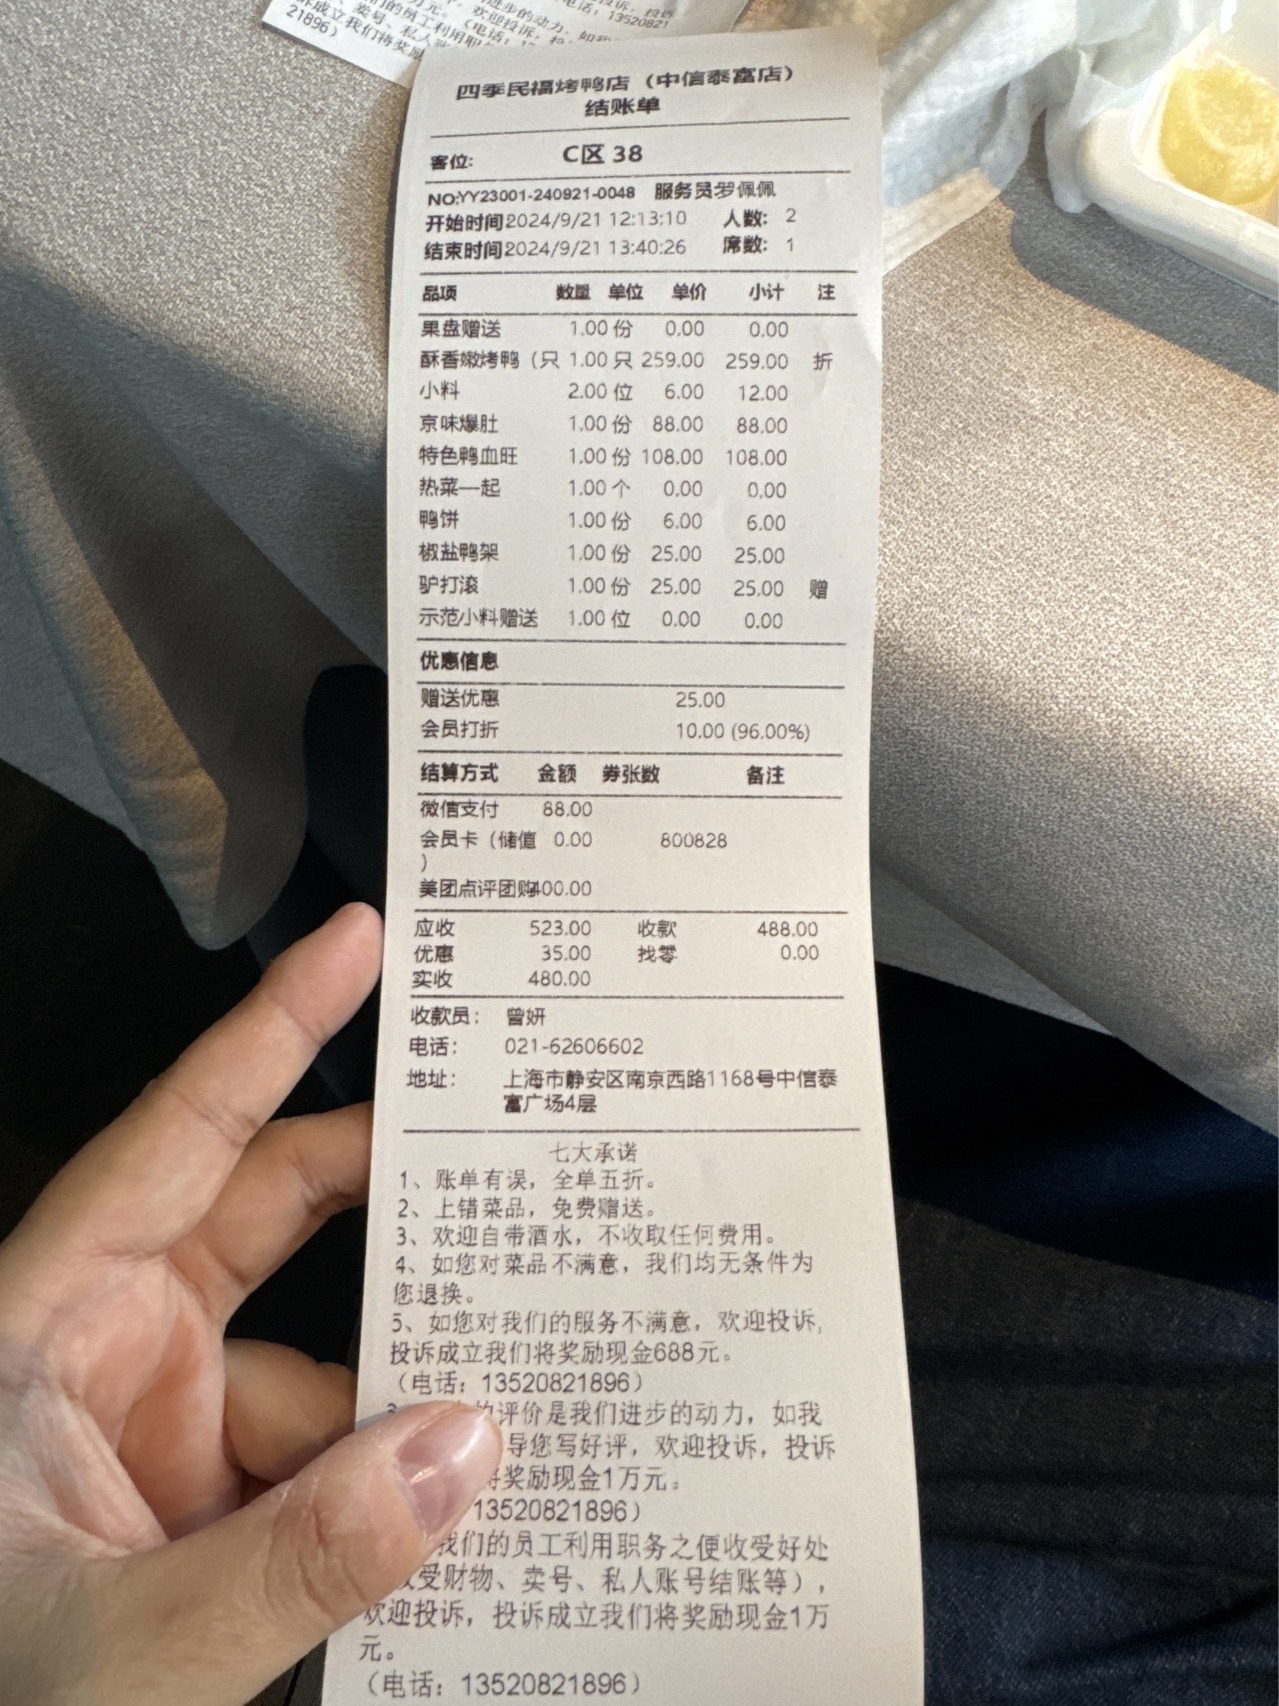 投诉，投诉
21896）
四季民福烤鸭店（中信泰富店）
结账单
客位: C区 38
NO:YY23001-240921-0048 服务员罗佩佩
开始时间2024/9/21 12:13:10 人数: 2
结束时间2024/9/21 13:40:26 席数: 1
品项 数量 单位 单价 小计 注
果盘赠送 1.00 份 0.00 0.00
酥香嫩烤鸭（只 1.00 只 259.00 259.00 折
小料 2.00 位 6.00 12.00
京味爆肚 1.00 份 88.00 88.00
特色鸭血旺 1.00 份 108.00 108.00
热菜一起 1.00 个 0.00 0.00
鸭饼 1.00 份 6.00 6.00
椒盐鸭架 1.00 份 25.00 25.00
驴打滚 1.00 份 25.00 25.00 赠
示范小料赠送 1.00 位 0.00 0.00
优惠信息
赠送优惠 25.00
会员打折 10.00 (96.00%)
结算方式 金额 券张数 备注
微信支付 88.00
会员卡（储值 0.00 800828
）
美团点评团购400.00
应收 523.00 收款 488.00
优惠 35.00 找零 0.00
实收 480.00
收款员： 曾妍
电话： 021-62606602
地址： 上海市静安区南京西路1168号中信泰
富广场4层
七大承诺
1、账单有误，全单五折。
2、上错菜品，免费赠送。
3、欢迎自带酒水，不收取任何费用。
4、如您对菜品不满意，我们均无条件为
您退换。
5、如您对我们的服务不满意，欢迎投诉，
投诉成立我们将奖励现金688元。
（电话：13520821896）
的评价是我们进步的动力，如我
导您写好评，欢迎投诉，投诉
将奖励现金1万元。
13520821896）
我们的员工利用职务之便收受好处
收受财物、卖号、私人账号结账等），
欢迎投诉，投诉成立我们将奖励现金1万
元。
（电话：13520821896）